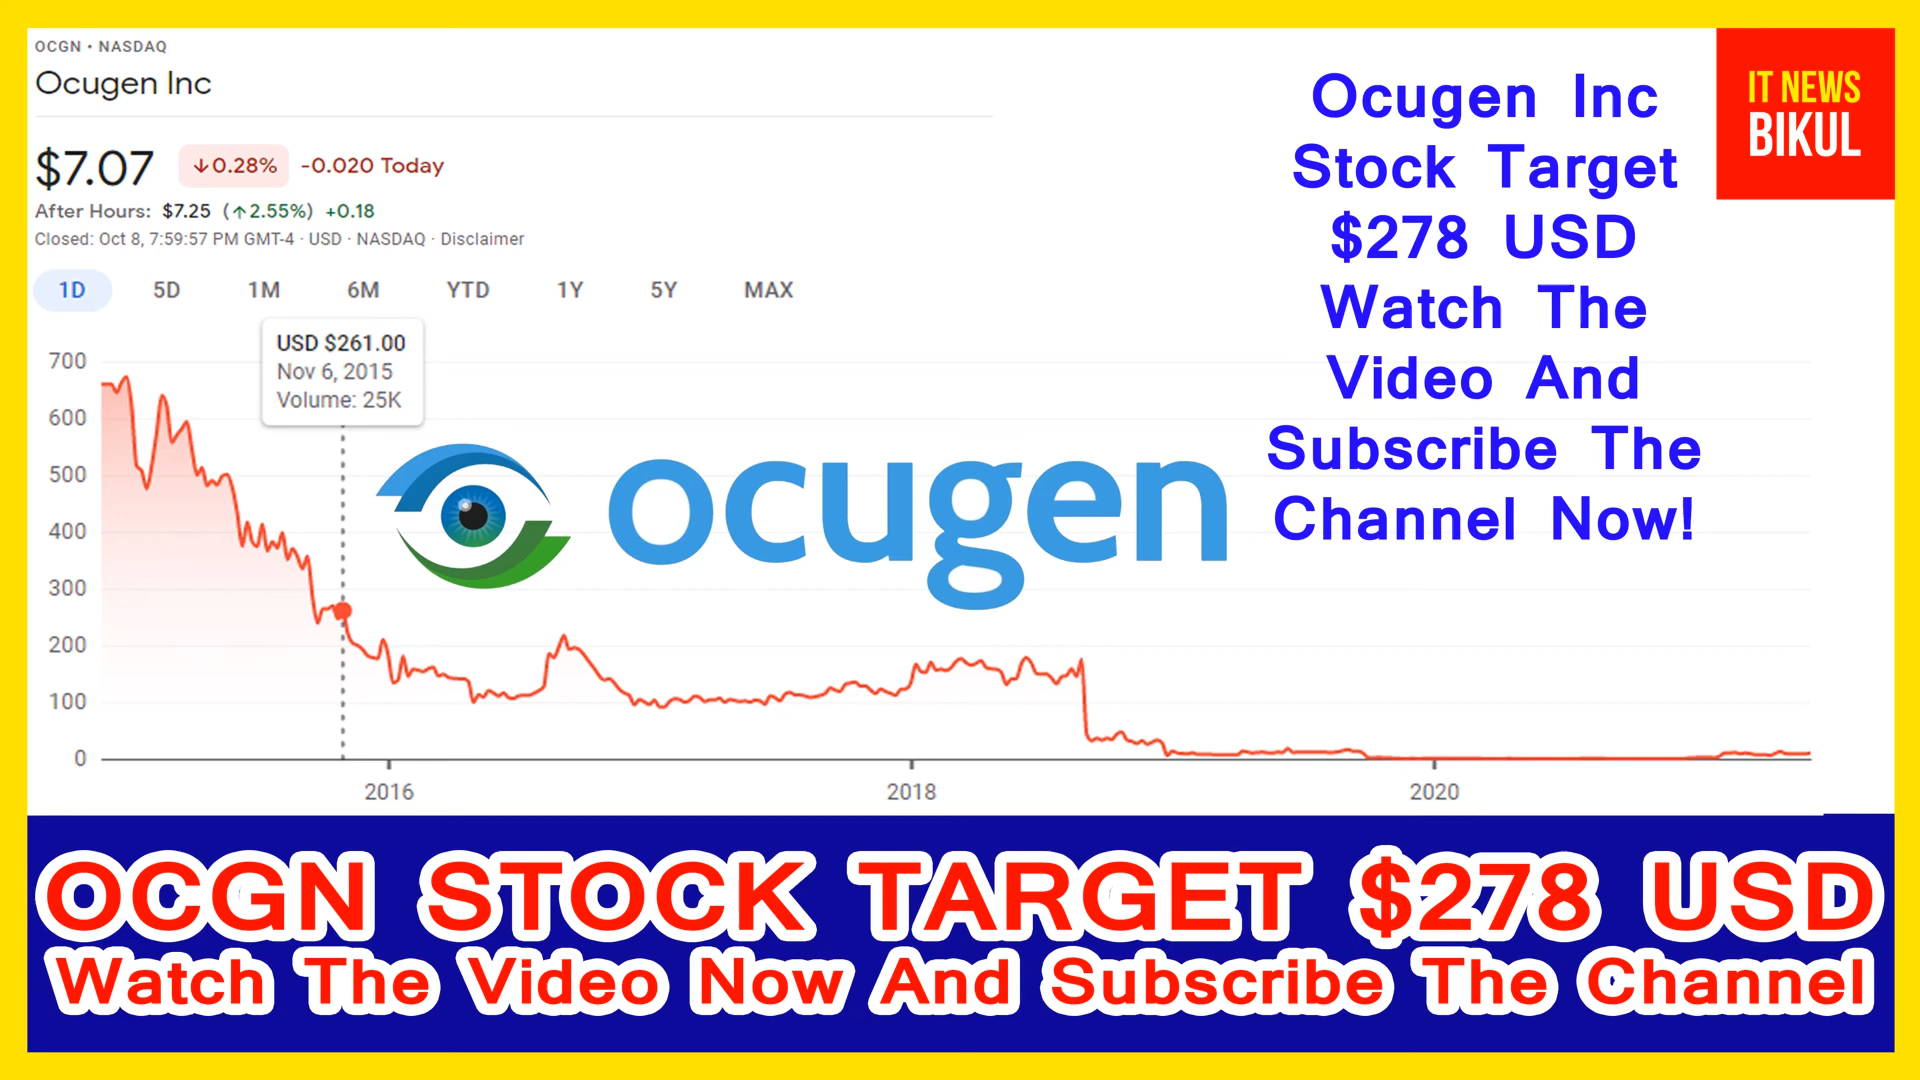 OCGN • NASDAQ
Ocugen Inc
$7.07 ↓0.28% -0.020 Today
After Hours: $7.25 (↑2.55%) +0.18
Closed: Oct 8, 7:59:57 PM GMT-4 · USD · NASDAQ · Disclaimer
1D 5D 1M 6M YTD 1Y 5Y MAX
USD $261.00
Nov 6, 2015
Volume: 25K
700
600
500
400
300
200
100
0
2016 2018 2020
ocugen
Ocugen Inc
Stock Target
$278 USD
Watch The
Video And
Subscribe The
Channel Now!
IT NEWS
BIKUL
OCGN STOCK TARGET $278 USD
Watch The Video Now And Subscribe The Channel